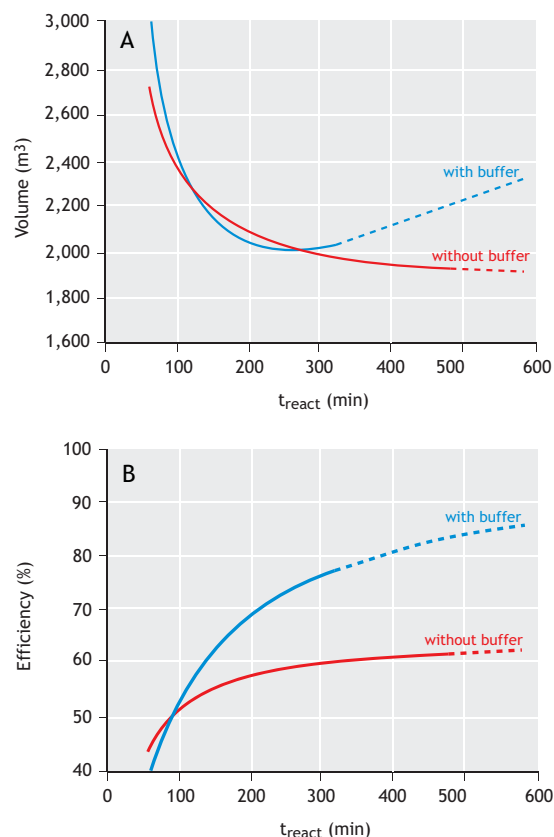 A
3,000
2,800
2,600
2,400
2,200
2,000
1,800
1,600
Volume (m³)
with buffer
without buffer
0 100 200 300 400 500 600
t_react (min)
B
100
90
80
70
60
50
40
Efficiency (%)
with buffer
without buffer
0 100 200 300 400 500 600
t_react (min)